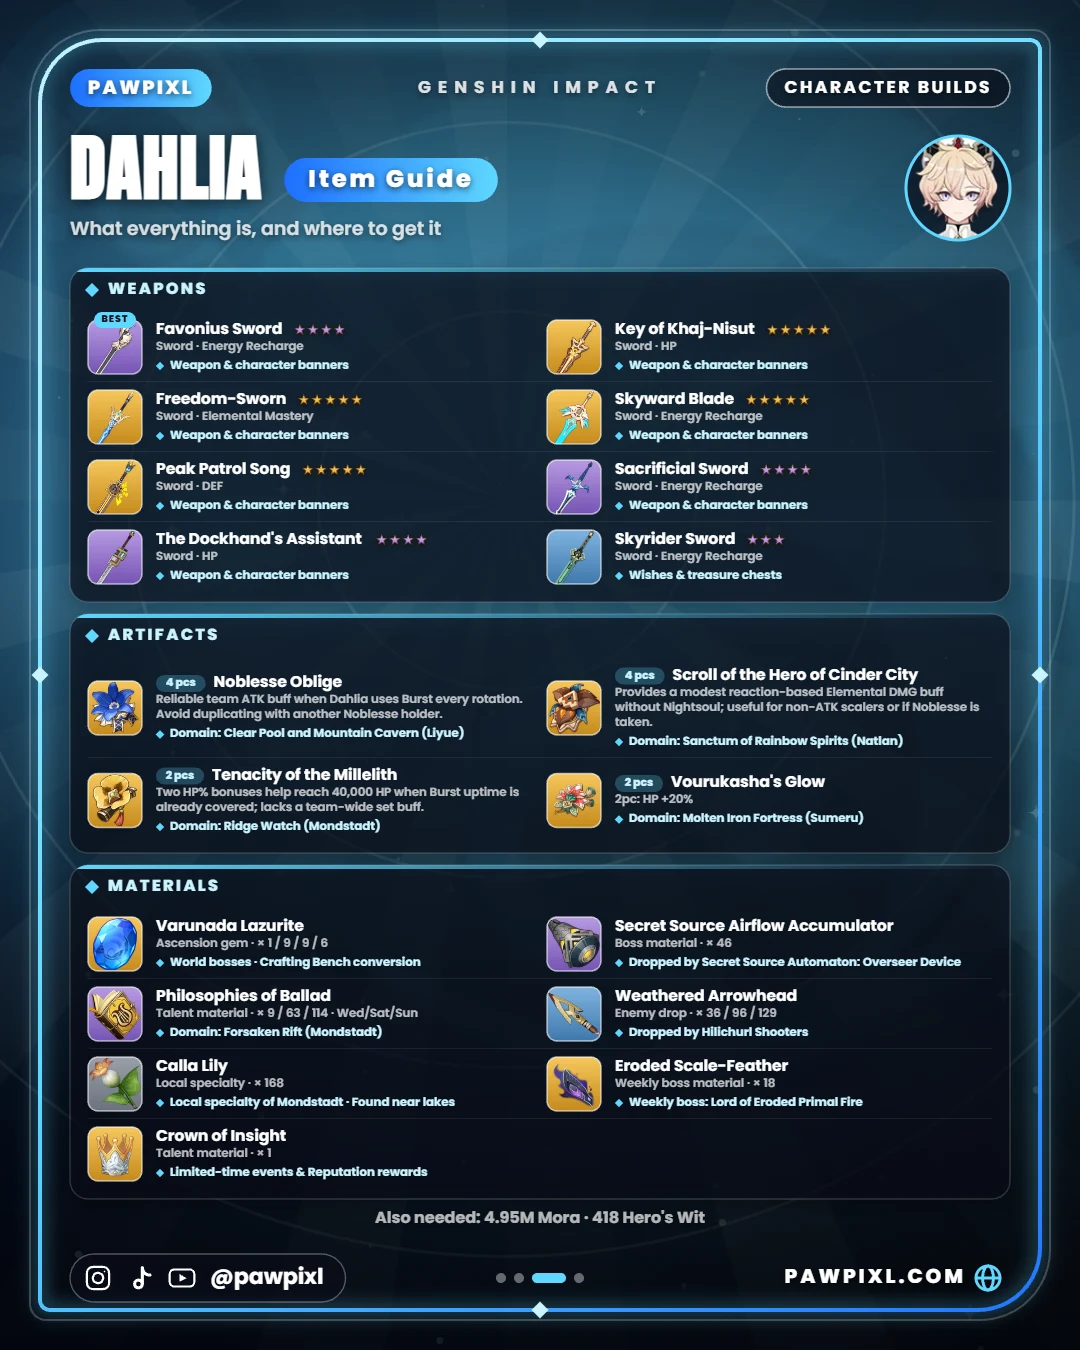 PAWPIXL
GENSHIN IMPACT
CHARACTER BUILDS
DAHLIA
Item Guide
What everything is, and where to get it
WEAPONS
BEST
Favonius Sword ★★★★
Sword · Energy Recharge
Weapon & character banners
Key of Khaj-Nisut ★★★★★
Sword · HP
Weapon & character banners
Freedom-Sworn ★★★★★
Sword · Elemental Mastery
Weapon & character banners
Skyward Blade ★★★★★
Sword · Energy Recharge
Weapon & character banners
Peak Patrol Song ★★★★★
Sword · DEF
Weapon & character banners
Sacrificial Sword ★★★★
Sword · Energy Recharge
Weapon & character banners
The Dockhand's Assistant ★★★★
Sword · HP
Weapon & character banners
Skyrider Sword ★★★
Sword · Energy Recharge
Wishes & treasure chests
ARTIFACTS
4 pcs Noblesse Oblige
Reliable team ATK buff when Dahlia uses Burst every rotation.
Avoid duplicating with another Noblesse holder.
Domain: Clear Pool and Mountain Cavern (Liyue)
4 pcs Scroll of the Hero of Cinder City
Provides a modest reaction-based Elemental DMG buff
without Nightsoul; useful for non-ATK scalers or if Noblesse is
taken.
Domain: Sanctum of Rainbow Spirits (Natlan)
2 pcs Tenacity of the Millelith
Two HP% bonuses help reach 40,000 HP when Burst uptime is
already covered; lacks a team-wide set buff.
Domain: Ridge Watch (Mondstadt)
2 pcs Vourukasha's Glow
2pc: HP +20%
Domain: Molten Iron Fortress (Sumeru)
MATERIALS
Varunada Lazurite
Ascension gem · × 1 / 9 / 9 / 6
World bosses · Crafting Bench conversion
Secret Source Airflow Accumulator
Boss material · × 46
Dropped by Secret Source Automaton: Overseer Device
Philosophies of Ballad
Talent material · × 9 / 63 / 114 · Wed/Sat/Sun
Domain: Forsaken Rift (Mondstadt)
Weathered Arrowhead
Enemy drop · × 36 / 96 / 129
Dropped by Hilichurl Shooters
Calla Lily
Local specialty · × 168
Local specialty of Mondstadt · Found near lakes
Eroded Scale-Feather
Weekly boss material · × 18
Weekly boss: Lord of Eroded Primal Fire
Crown of Insight
Talent material · × 1
Limited-time events & Reputation rewards
Also needed: 4.95M Mora · 418 Hero's Wit
@pawpixl
PAWPIXL.COM